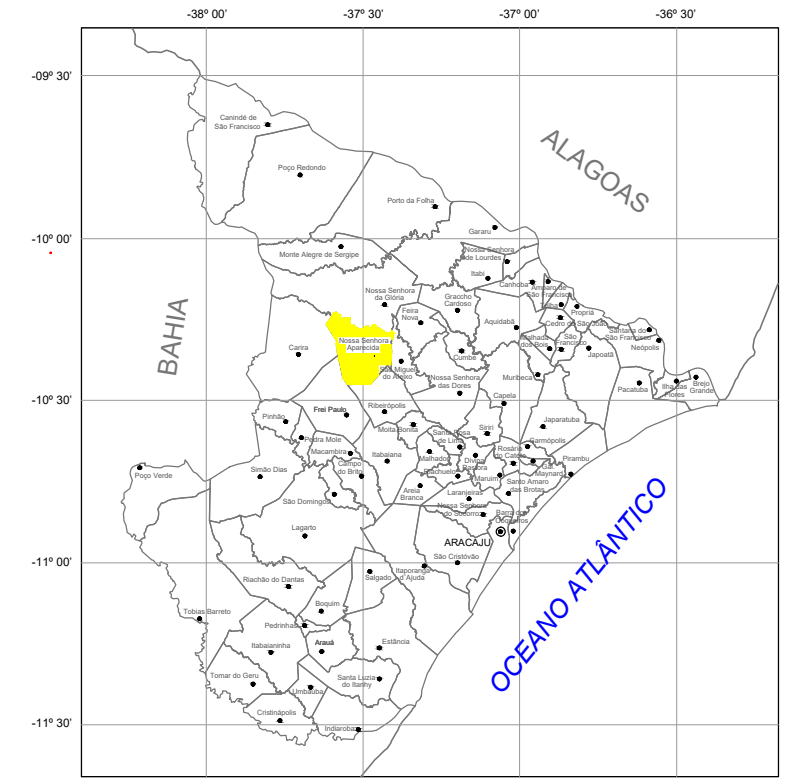 -38º 00'
-37º 30'
-37º 00'
-36º 30'
-09º 30'
-10º 00'
-10º 30'
-11º 00'
-11º 30'
ALAGOAS
BAHIA
OCEANO ATLÂNTICO
Canindé de
São Francisco
Poço Redondo
Porto da Folha
Gararu
Monte Alegre de Sergipe
Nossa Senhora
de Lourdes
Itabi
Canhoba
Amparo de
São Francisco
Telha
Propriá
Nossa Senhora
da Glória
Graccho
Cardoso
Feira
Nova
Aquidabã
Cedro de São João
Santana do
São Francisco
Neópolis
Malhada
dos Bois
São
Francisco
Japoatã
Carira
Nossa Senhora
Aparecida
São Miguel
do Aleixo
Cumbe
Nossa Senhora
das Dores
Muribeca
Pacatuba
Ilha das
Flores
Brejo
Grande
Capela
Frei Paulo
Ribeirópolis
Pinhão
Moita Bonita
Santa Rosa
de Lima
Siriri
Japaratuba
Pedra Mole
Macambira
Carmópolis
Rosário
do Catete
Pirambu
Itabaiana
Malhador
Divina
Pastora
Gal.
Maynard
Campo
do Brito
Riachuelo
Maruim
Santo Amaro
das Brotas
Poço Verde
Simão Dias
São Domingos
Areia
Branca
Laranjeiras
Nossa Senhora
do Socorro
Barra dos
Coqueiros
Lagarto
ARACAJU
São Cristóvão
Itaporanga
d´Ajuda
Salgado
Riachão do Dantas
Boquim
Tobias Barreto
Pedrinhas
Arauá
Estância
Itabaianinha
Tomar do Geru
Santa Luzia
do Itanhy
Umbaúba
Cristinápolis
Indiaroba